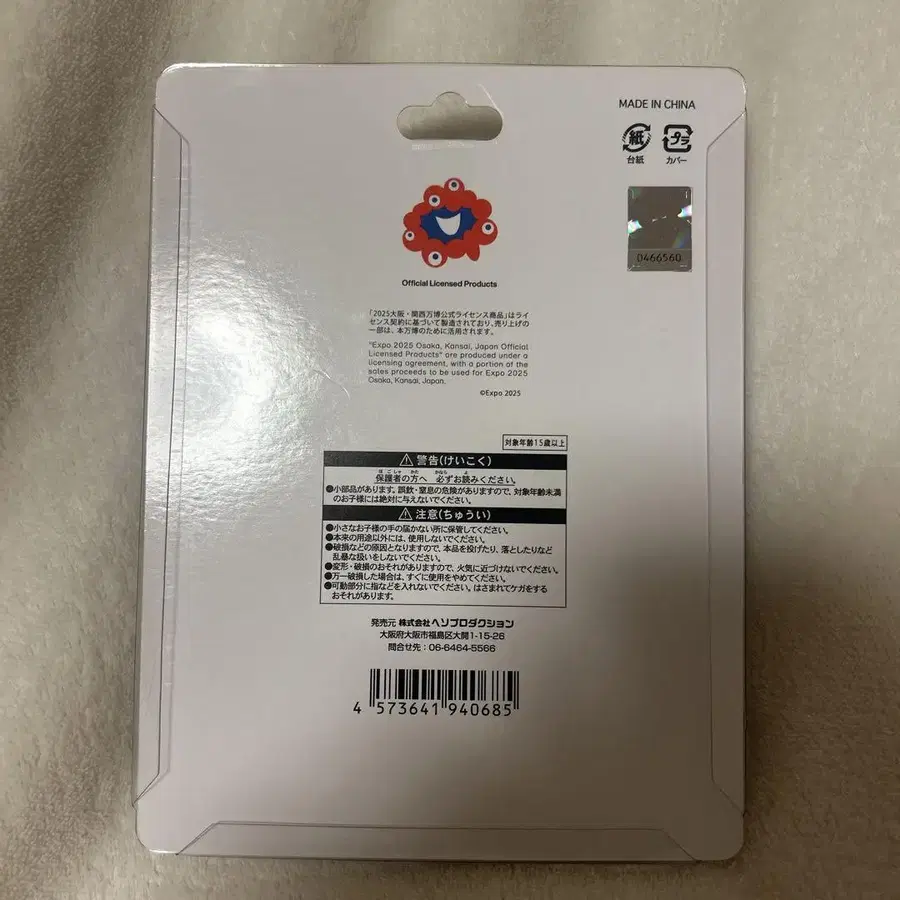 MADE IN CHINA
紙
プラ
台紙
カバー
D466560
Official Licensed Products
「2025大阪・関西万博公式ライセンス商品」はライ
センス契約に基づいて製造されており、売り上げの
一部は、本万博のために活用されます。
"Expo 2025 Osaka, Kansai, Japan Official
Licensed Products" are produced under a
licensing agreement, with a portion of the
sales proceeds to be used for Expo 2025
Osaka, Kansai, Japan.
©Expo 2025
対象年齢15歳以上
警告(けいこく)
ほごしゃ かた かなら よ
保護者の方へ 必ずお読みください。
●小部品があります。誤飲・窒息の危険がありますので、対象年齢未満
のお子様には絶対に与えないでください。
注意(ちゅうい)
●小さなお子様の手の届かない所に保管してください。
●本来の用途以外には、使用しないでください。
●破損などの原因となりますので、本品を投げたり、落としたりなど
乱暴な扱いをしないでください。
●変形・破損のおそれがありますので、火気に近づけないでください。
●万一破損した場合は、すぐに使用をやめてください。
●可動部分に指などを入れないでください。はさまれてケガをする
おそれがあります。
発売元 株式会社ヘソプロダクション
大阪府大阪市福島区大開1-15-26
問合せ先：06-6464-5566
4 573641 940685